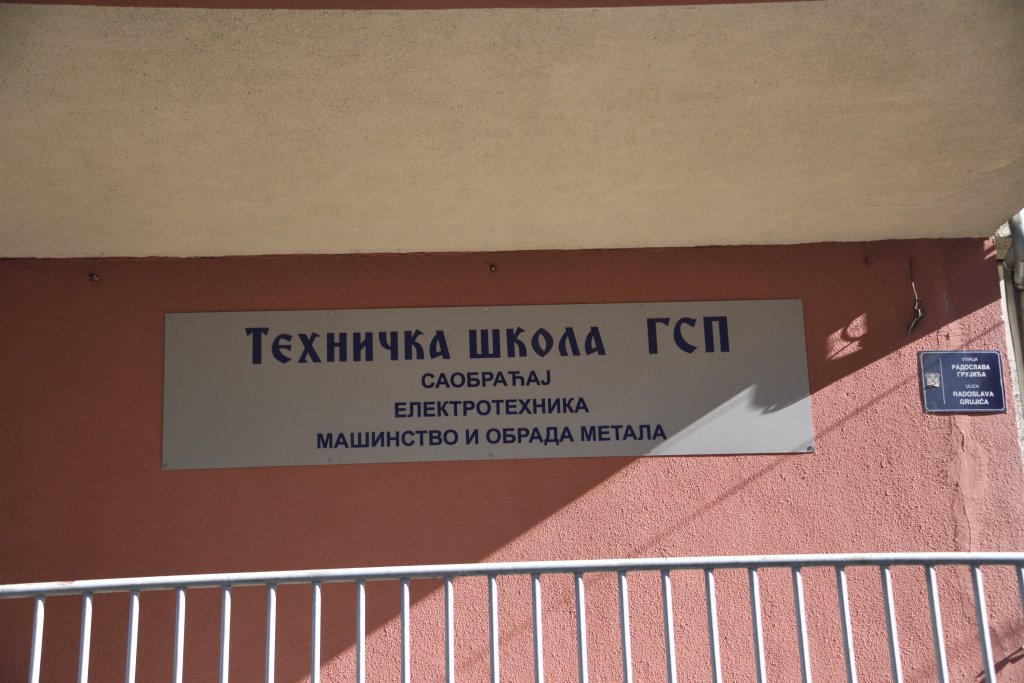 Техничка школа ГСП
САОБРАЋАЈ
ЕЛЕКТРОТЕХНИКА
МАШИНСТВО И ОБРАДА МЕТАЛА
УЛИЦА
РАДОСЛАВА
ГРУЈИЋА
ULICA
RADOSLAVA
GRUJIĆA